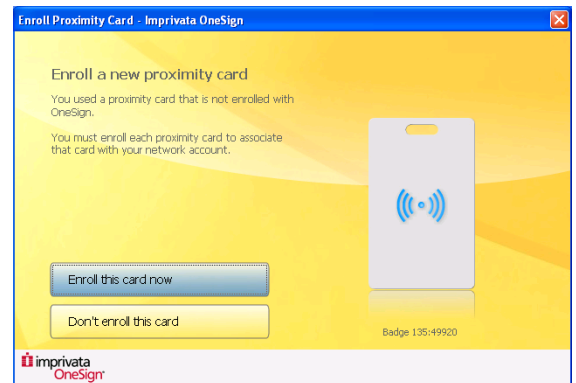 Enroll Proximity Card - Imprivata OneSign
Enroll a new proximity card
You used a proximity card that is not enrolled with
OneSign.
You must enroll each proximity card to associate
that card with your network account.
Enroll this card now
Don't enroll this card
Badge 135:49920
imprivata
OneSign